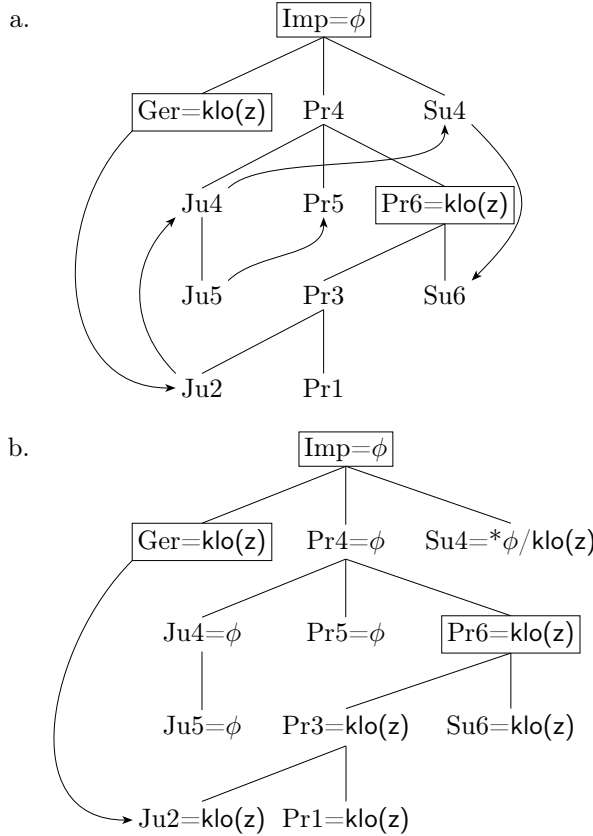 a.
Imp=ϕ
Ger=klo(z) Pr4 Su4
Ju4 Pr5 Pr6=klo(z)
Ju5 Pr3 Su6
Ju2 Pr1
b.
Imp=ϕ
Ger=klo(z) Pr4=ϕ Su4=*ϕ/klo(z)
Ju4=ϕ Pr5=ϕ Pr6=klo(z)
Ju5=ϕ Pr3=klo(z) Su6=klo(z)
Ju2=klo(z) Pr1=klo(z)